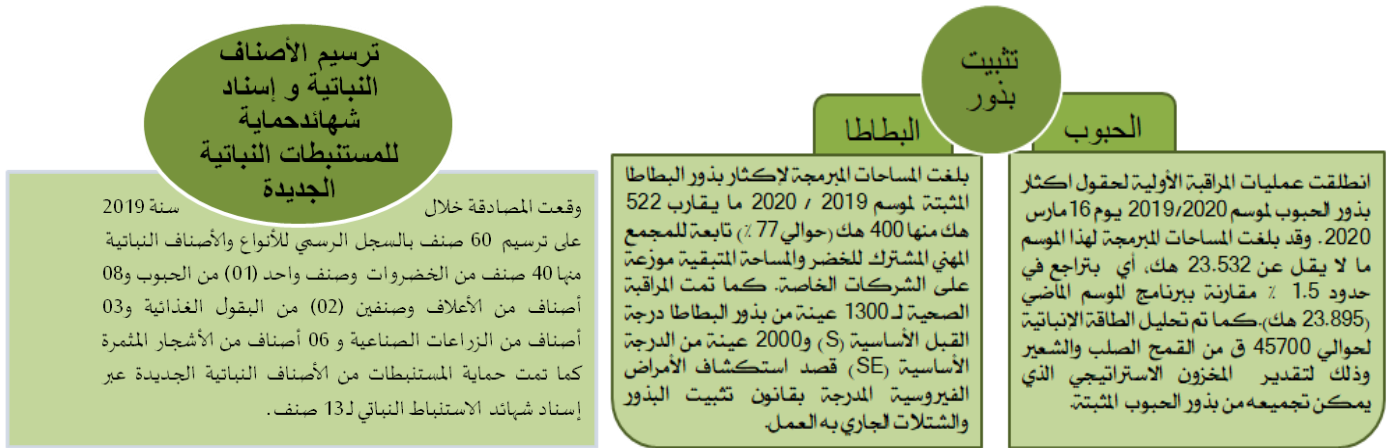 تثبيت
بذور
الحبوب
انطلقت عمليات المراقبة الأولية لحقول اكثار
بذور الحبوب لموسم 2019/2020 يوم 16 مارس
2020. وقد بلغت المساحات المبرمجة لهذا الموسم
ما لا يقل عن 23.532 هك، أي بتراجع في
حدود 1.5 ٪ مقارنة ببرنامج الموسم الماضي
(23.895 هك). كما تم تحليل الطاقة الإنباتية
لحوالي 45700 ق من القمح الصلب والشعير
وذلك لتقدير المخزون الاستراتيجي الذي
يمكن تجميعه من بذور الحبوب المثبتة.
البطاطا
بلغت المساحات المبرمجة لإكثار بذور البطاطا
المثبتة لموسم 2019 / 2020 ما يقارب 522
هك منها 400 هك (حوالي 77 ٪) تابعة للمجمع
المهني المشترك للخضر والمساحة المتبقية موزعة
على الشركات الخاصة. كما تمت المراقبة
الصحية لـ 1300 عينة من بذور البطاطا درجة
القبل الأساسية (S) و2000 عينة من الدرجة
الأساسية (SE) قصد استكشاف الأمراض
الفيروسية المدرجة بقانون تثبيت البذور
والشتلات الجاري به العمل.
ترسيم الأصناف
النباتية و إسناد
شهائدحماية
للمستنبطات النباتية
الجديدة
وقعت المصادقة خلال سنة 2019
على ترسيم 60 صنف بالسجل الرسمي للأنواع والأصناف النباتية
منها 40 صنف من الخضروات وصنف واحد (01) من الحبوب و08
أصناف من الأعلاف وصنفين (02) من البقول الغذائية و03
أصناف من الزراعات الصناعية و 06 أصناف من الأشجار المثمرة
كما تمت حماية المستنبطات من الأصناف النباتية الجديدة عبر
إسناد شهائد الاستنباط النباتي لـ 13 صنف.